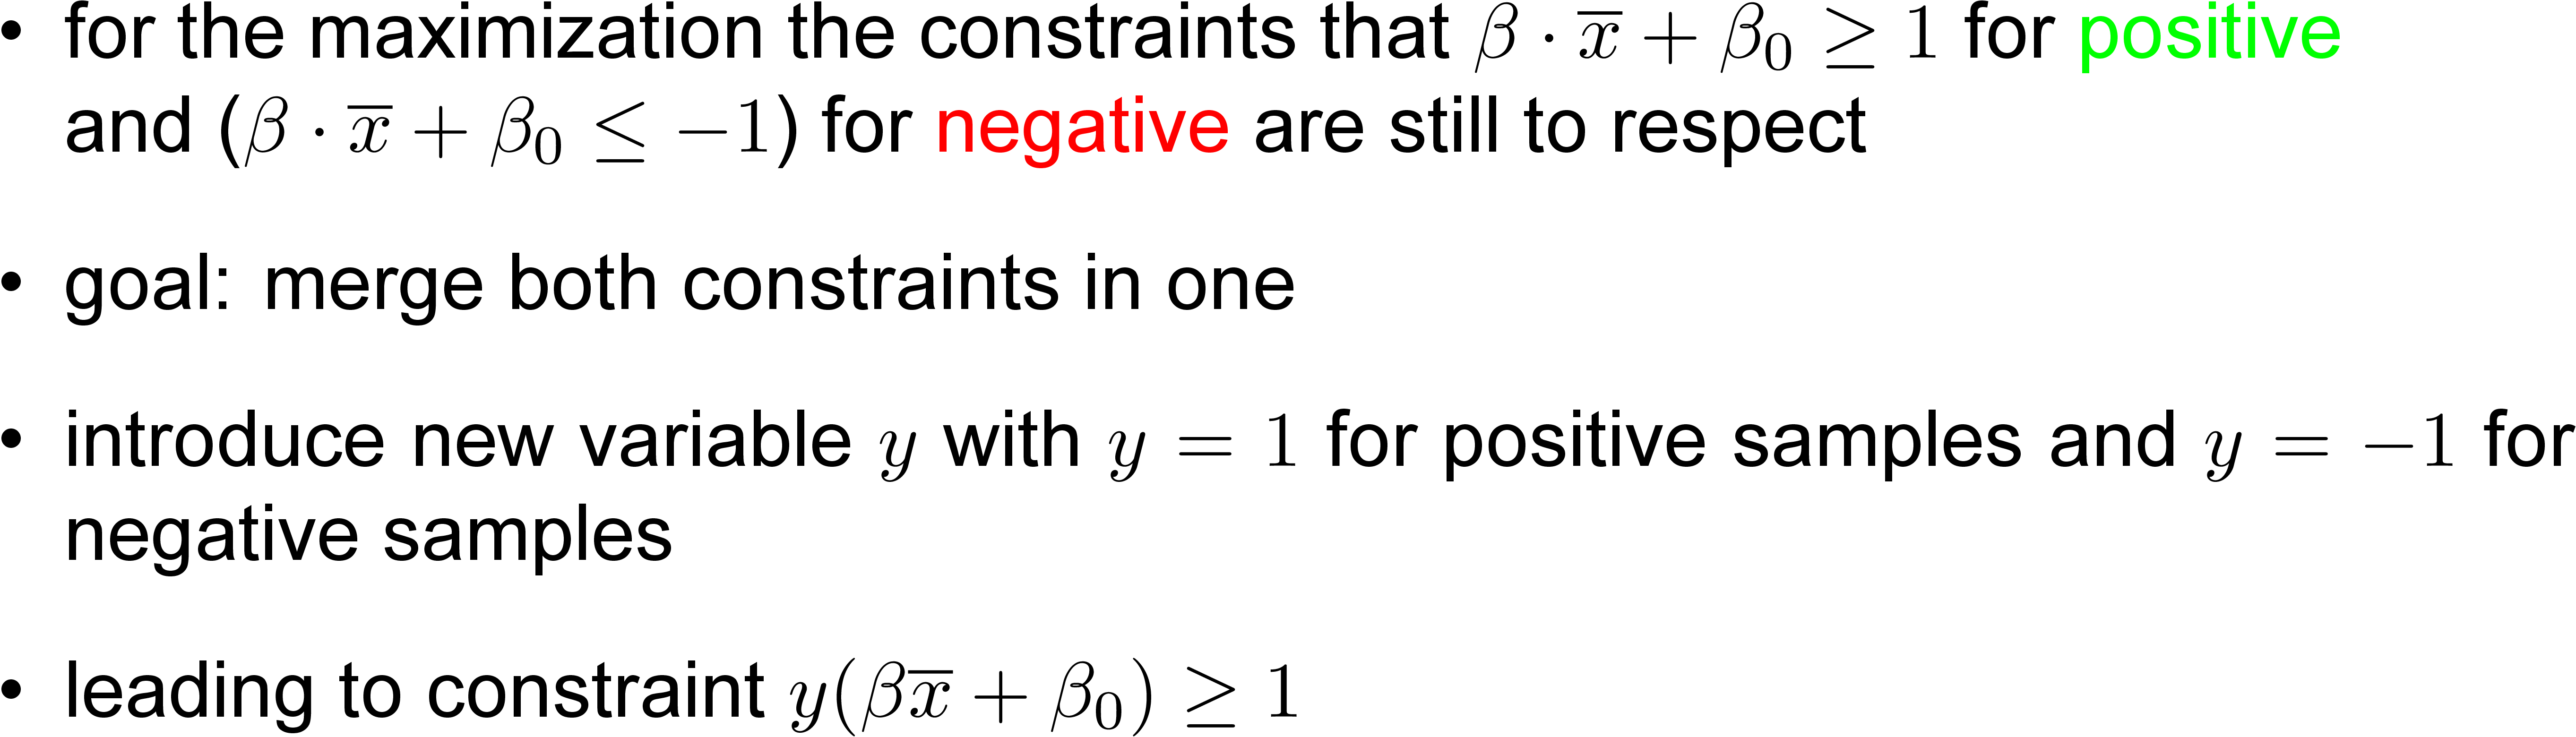 • for the maximization the constraints that β · x̅ + β₀ ≥ 1 for positive
and (β · x̅ + β₀ ≤ −1) for negative are still to respect
• goal: merge both constraints in one
• introduce new variable y with y = 1 for positive samples and y = −1 for
negative samples
• leading to constraint y(βx̅ + β₀) ≥ 1